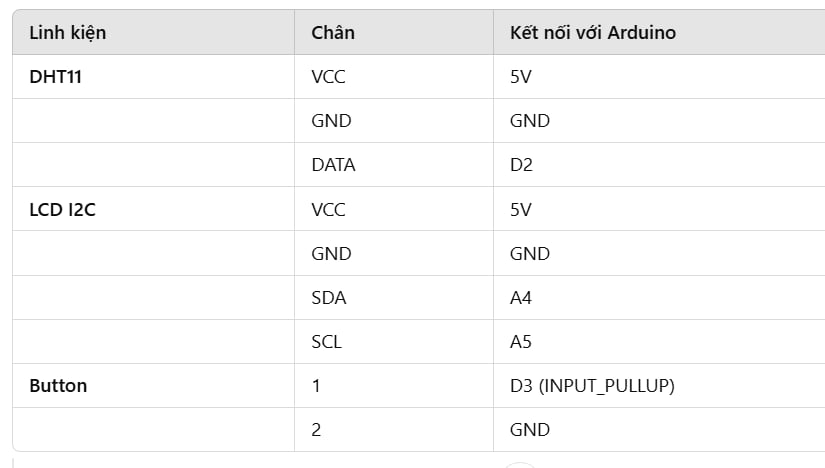 Linh kiện Chân Kết nối với Arduino
DHT11 VCC 5V
GND GND
DATA D2
LCD I2C VCC 5V
GND GND
SDA A4
SCL A5
Button 1 D3 (INPUT_PULLUP)
2 GND